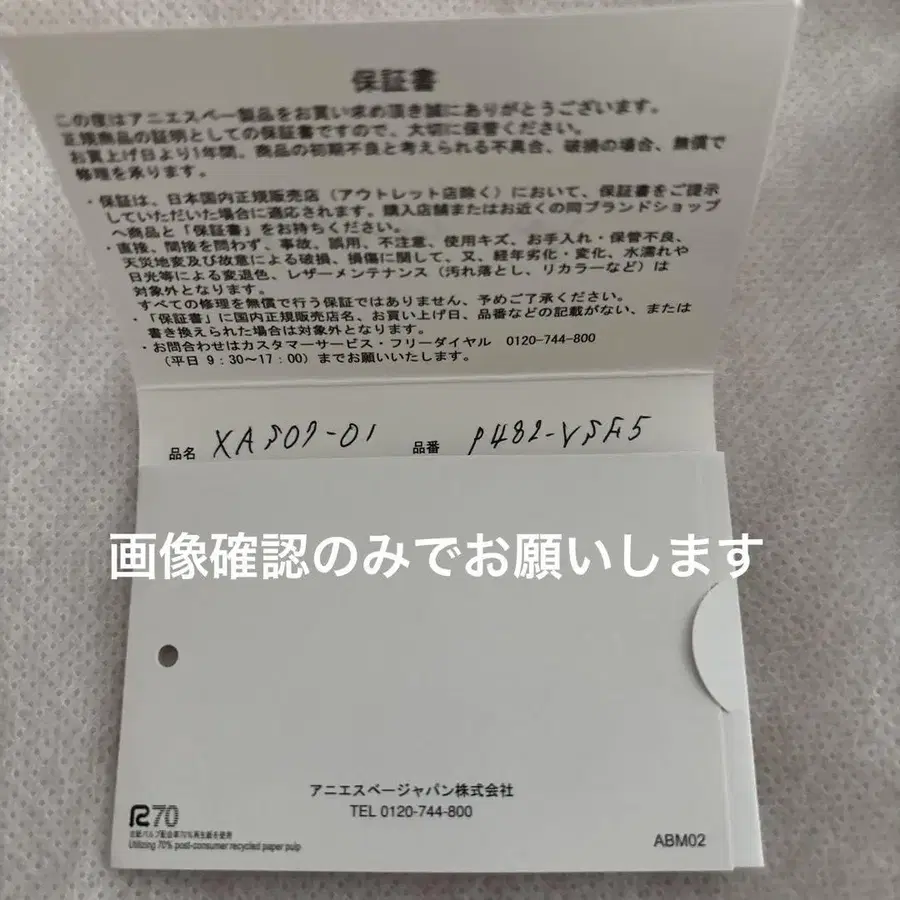 保証書
この度はアニエスベー製品をお買い求め頂き誠にありがとうございます。
正規商品の証明としての保証書ですので、大切に保管ください。
お買上げ日より1年間、商品の初期不良と考えられる不具合、破損の場合、無償で
修理を承ります。
・保証は、日本国内正規販売店（アウトレット店除く）において、保証書をご提示
していただいた場合に適応されます。購入店舗またはお近くの同ブランドショップ
へ商品と「保証書」をお持ちください。
・直接、間接を問わず、事故、誤用、不注意、使用キズ、お手入れ・保管不良、
天災地変及び故意による破損、損傷に関して、又、経年劣化・変化、水濡れや
日光等による変退色、レザーメンテナンス（汚れ落とし、リカラーなど）は
対象外となります。
すべての修理を無償で行う保証ではありません、予めご了承ください。
・「保証書」に国内正規販売店名、お買い上げ日、品番などの記載がない、または
書き換えられた場合は対象外となります。
・お問合わせはカスタマーサービス・フリーダイヤル 0120-744-800
（平日 9：30～17：00）までお願いいたします。
品名 XAS07-01 品番 P482-VSH5
画像確認のみでお願いします
アニエスベージャパン株式会社
TEL 0120-744-800
R70
古紙パルプ配合率70%再生紙を使用
Utilizing 70% post-consumer recycled paper pulp
ABM02